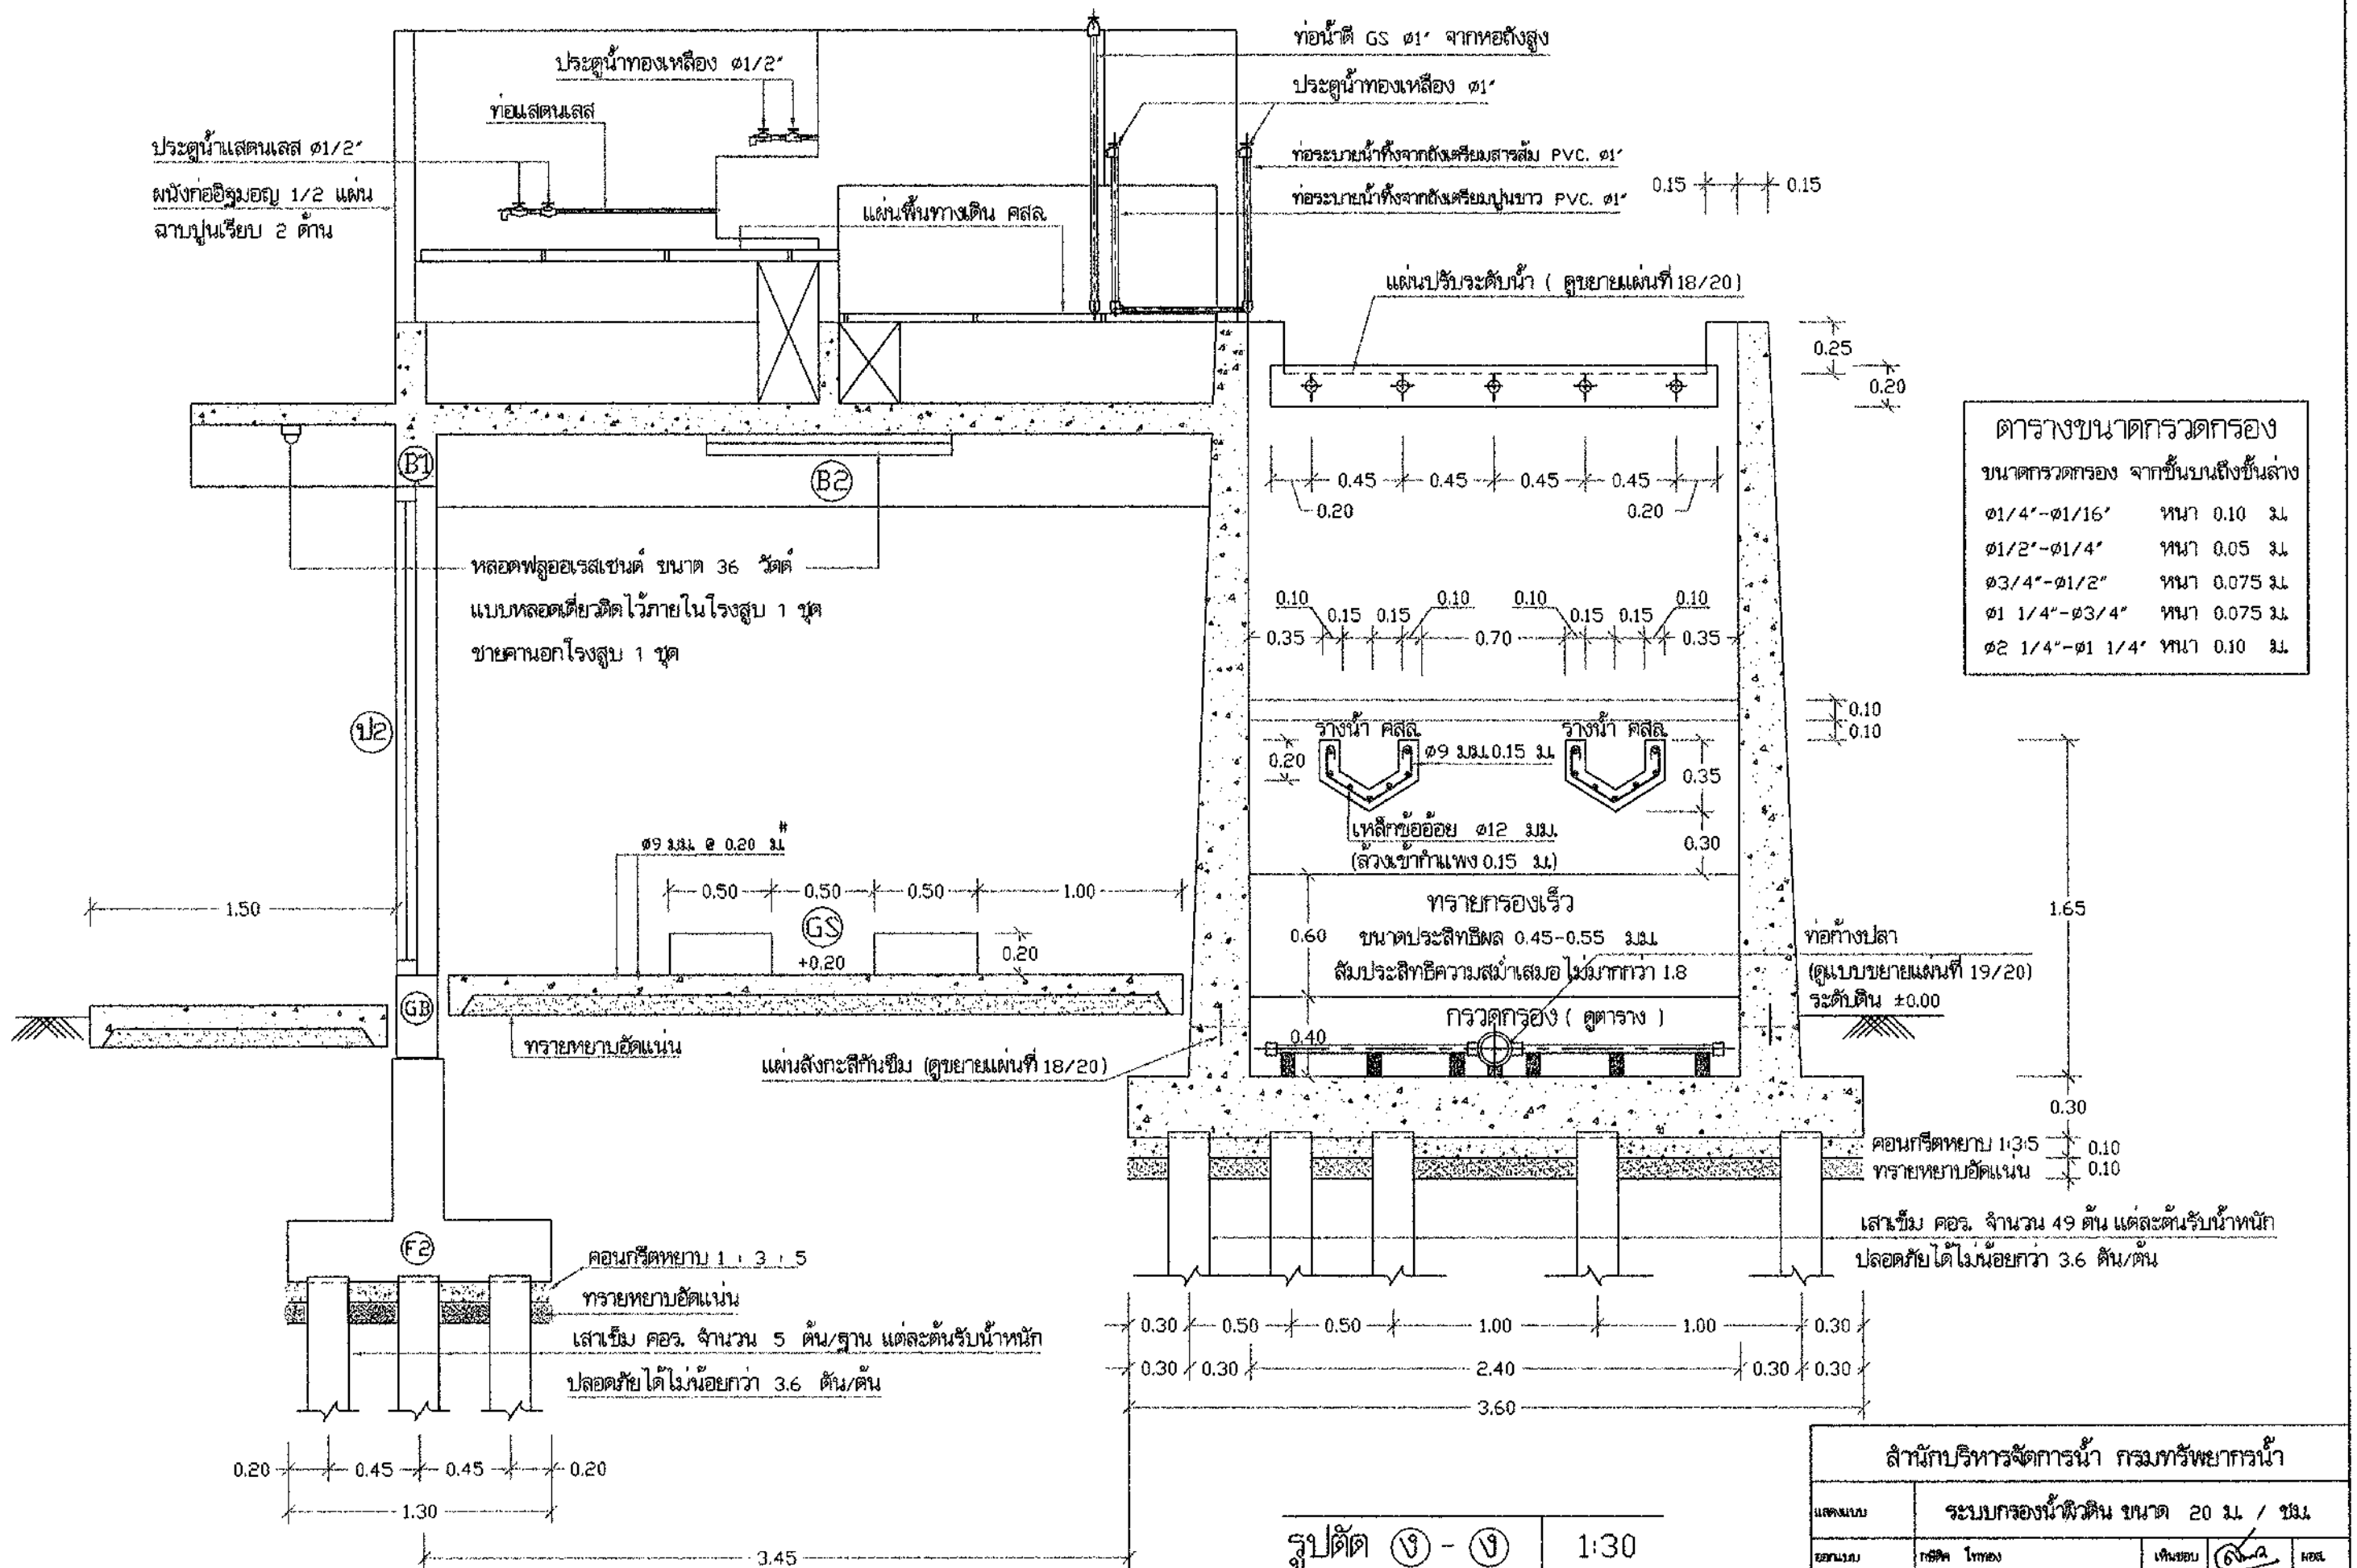 ประตูน้ำทองเหลือง ø1/2"
ท่อแสตนเลส
ประตูน้ำแสตนเลส ø1/2"
ผนังก่ออิฐมอญ 1/2 แผ่น
ฉาบปูนเรียบ 2 ด้าน
แผ่นพื้นทางเดิน คสล.
ท่อน้ำดี GS ø1" จากหอถังสูง
ประตูน้ำทองเหลือง ø1"
ท่อระบายน้ำทิ้งจากถังเตรียมสารส้ม PVC. ø1"
ท่อระบายน้ำทิ้งจากถังเตรียมปูนขาว PVC. ø1"
0.15 0.15
แผ่นปรับระดับน้ำ ( ดูขยายแผ่นที่ 18/20)
0.25
0.20
B1
B2
0.45 0.45 0.45 0.45
0.20 0.20
ตารางขนาดกรวดกรอง
ขนาดกรวดกรอง จากชั้นบนถึงชั้นล่าง
ø1/4"-ø1/16" หนา 0.10 ม.
ø1/2"-ø1/4" หนา 0.05 ม.
ø3/4"-ø1/2" หนา 0.075 ม.
ø1 1/4"-ø3/4" หนา 0.075 ม.
ø2 1/4"-ø1 1/4" หนา 0.10 ม.
หลอดฟลูออเรสเซนต์ ขนาด 36 วัตต์
แบบหลอดเดี่ยวติดไว้ภายในโรงสูบ 1 ชุด
ชายคานอกโรงสูบ 1 ชุด
0.10 0.10 0.10 0.10
0.15 0.15 0.15 0.15
0.35 0.70 0.35
ป2
0.10
0.10
รางน้ำ คสล. รางน้ำ คสล.
0.20
ø9 มม. 0.15 ม.
0.35
เหล็กข้ออ้อย ø12 มม.
(ล้วงเข้ากำแพง 0.15 ม.)
0.30
ø9 มม. @ 0.20 ม.#
0.50 0.50 0.50 1.00
1.50
GS
+0.20
0.20
1.65
ทรายกรองเร็ว
0.60
ขนาดประสิทธิผล 0.45-0.55 มม.
สัมประสิทธิความสม่ำเสมอ ไม่มากกว่า 1.8
ท่อก้างปลา
(ดูแบบขยายแผ่นที่ 19/20)
ระดับดิน ±0.00
GB
กรวดกรอง ( ดูตาราง )
0.40
ทรายหยาบอัดแน่น
แผ่นสังกะสีกันซึม (ดูขยายแผ่นที่ 18/20)
0.30
คอนกรีตหยาบ 1:3:5 0.10
ทรายหยาบอัดแน่น 0.10
เสาเข็ม คอร. จำนวน 49 ต้น แต่ละต้นรับน้ำหนัก
ปลอดภัยได้ไม่น้อยกว่า 3.6 ตัน/ต้น
F2
คอนกรีตหยาบ 1 : 3 : 5
ทรายหยาบอัดแน่น
เสาเข็ม คอร. จำนวน 5 ต้น/ฐาน แต่ละต้นรับน้ำหนัก
ปลอดภัยได้ไม่น้อยกว่า 3.6 ตัน/ต้น
0.30 0.50 0.50 1.00 1.00 0.30
0.30 0.30 2.40 0.30 0.30
3.60
0.20 0.45 0.45 0.20
1.30
3.45
รูปตัด ง - ง 1:30
สำนักบริหารจัดการน้ำ กรมทรัพยากรน้ำ
แสดงแบบ ระบบกรองน้ำผิวดิน ขนาด 20 ม. / ชม.
ออกแบบ เห็นชอบ ผอส.